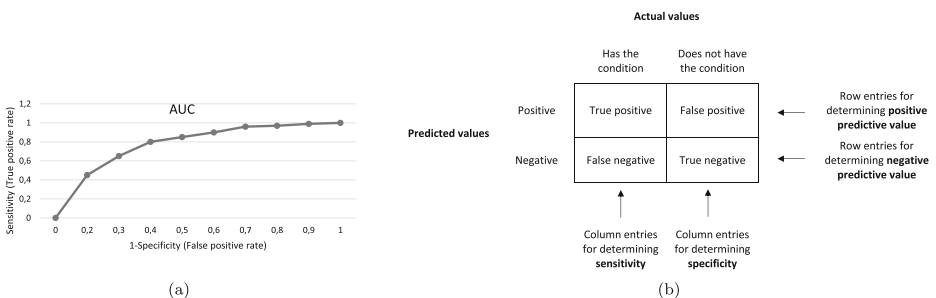 AUC
Sensitivity (True positive rate)
1,2
1
0,8
0,6
0,4
0,2
0
0 0,2 0,3 0,4 0,5 0,6 0,7 0,8 0,9 1
1-Specificity (False positive rate)
(a)
Actual values
Has the
condition
Does not have
the condition
Predicted values
Positive
True positive
False positive
Row entries for
determining positive
predictive value
Negative
False negative
True negative
Row entries for
determining negative
predictive value
Column entries
for determining
sensitivity
Column entries
for determining
specificity
(b)